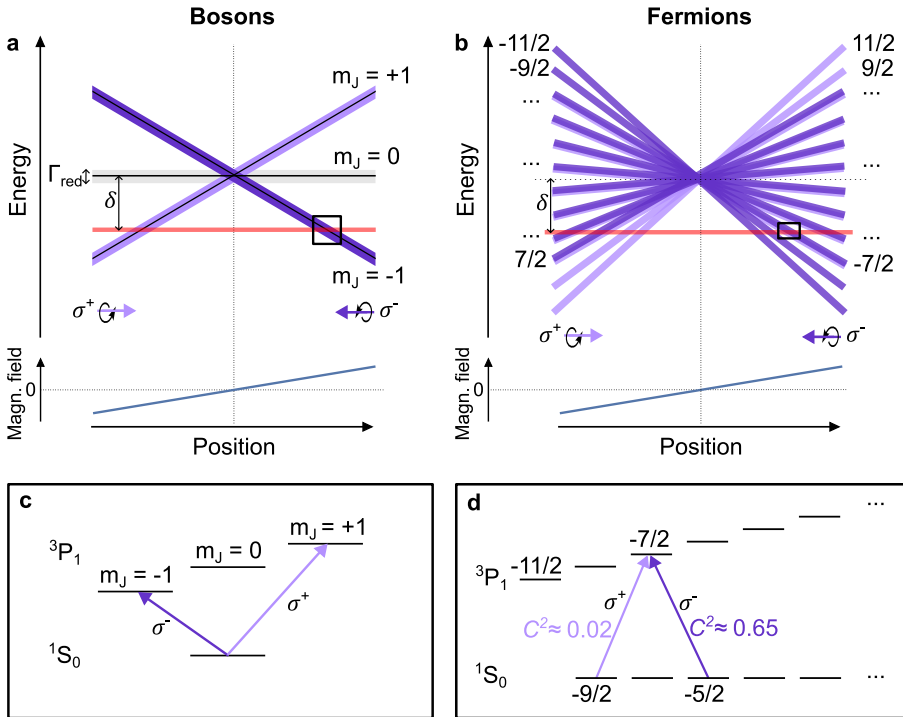 Bosons
a
Energy
m_J = +1
m_J = 0
Γ_red
δ
m_J = -1
σ⁺
σ⁻
Magn. field
0
Position
Fermions
b
Energy
-11/2
-9/2
...
...
δ
...
7/2
11/2
9/2
...
...
...
-7/2
σ⁺
σ⁻
Magn. field
0
Position
c
³P₁
m_J = -1
m_J = 0
m_J = +1
σ⁻
σ⁺
¹S₀
d
...
-7/2
-11/2
³P₁
σ⁺
σ⁻
C² ≈ 0.02
C² ≈ 0.65
¹S₀
...
-9/2
-5/2